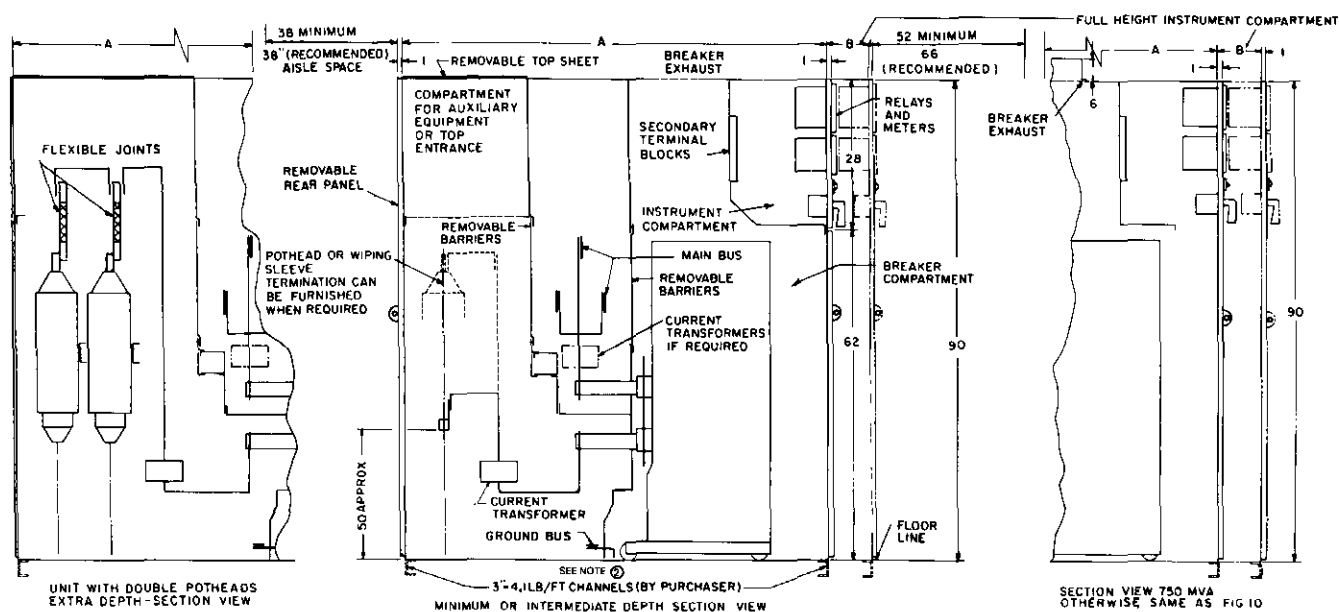 A
38 MINIMUM
38" (RECOMMENDED)
AISLE SPACE
1
REMOVABLE TOP SHEET
A
BREAKER
EXHAUST
B
52 MINIMUM
66
(RECOMMENDED)
FULL HEIGHT INSTRUMENT COMPARTMENT
A
B
1
1
1
6
BREAKER
EXHAUST
COMPARTMENT
FOR AUXILIARY
EQUIPMENT
OR TOP
ENTRANCE
SECONDARY
TERMINAL
BLOCKS
RELAYS
AND
METERS
28
FLEXIBLE JOINTS
REMOVABLE
REAR PANEL
INSTRUMENT
COMPARTMENT
REMOVABLE
BARRIERS
POTHEAD OR WIPING
SLEEVE
TERMINATION CAN
BE FURNISHED
WHEN REQUIRED
MAIN BUS
REMOVABLE
BARRIERS
BREAKER
COMPARTMENT
CURRENT
TRANSFORMERS
IF REQUIRED
62
90
90
50 APPROX
CURRENT
TRANSFORMER
GROUND BUS
FLOOR
LINE
SEE NOTE ②
3"-4.1LB/FT CHANNELS (BY PURCHASER)
UNIT WITH DOUBLE POTHEADS
EXTRA DEPTH-SECTION VIEW
MINIMUM OR INTERMEDIATE DEPTH SECTION VIEW
SECTION VIEW 750 MVA
OTHERWISE, SAME AS FIG 10